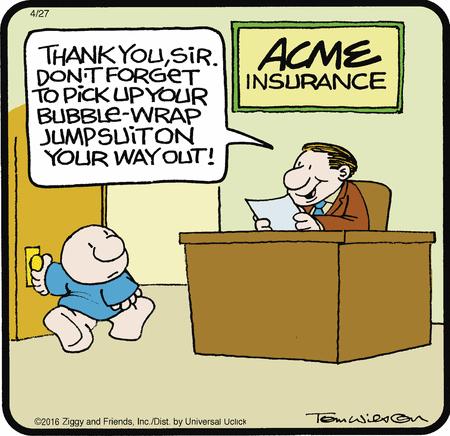 4/27
THANK YOU, SIR.
DON'T FORGET
TO PICK UP YOUR
BUBBLE-WRAP
JUMPSUIT ON
YOUR WAY OUT!
ACME
INSURANCE
©2016 Ziggy and Friends, Inc./Dist. by Universal Uclick
Tom Wilson